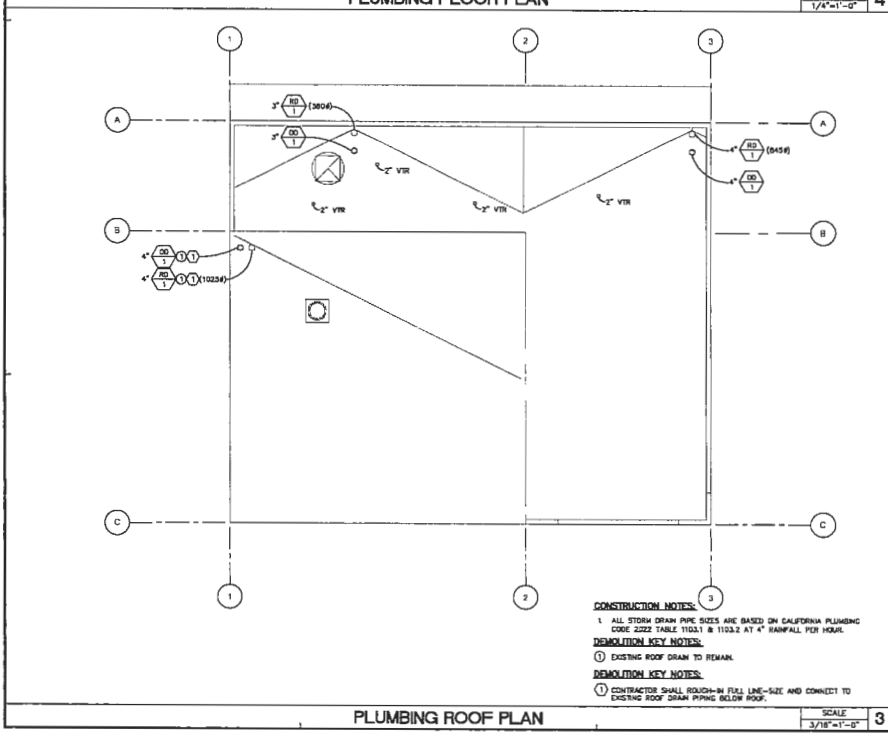 PLUMBING FLOOR PLAN
1/4"=1'-0"
4
1
2
3
3" RD 1 (380#)
A
A
3" OD 1
4" RD 1 (645#)
2" VTR
4" OD 1
2" VTR
2" VTR
2" VTR
B
B
4" OD 1 1 1
4" RD 1 1 1 (1025#)
C
C
1
2
3
CONSTRUCTION NOTES:
1. ALL STORM DRAIN PIPE SIZES ARE BASED ON CALIFORNIA PLUMBING
CODE 2022 TABLE 1103.1 & 1103.2 AT 4" RAINFALL PER HOUR.
DEMOLITION KEY NOTES:
1 EXISTING ROOF DRAIN TO REMAIN.
DEMOLITION KEY NOTES:
1 CONTRACTOR SHALL ROUGH-IN FULL LINE-SIZE AND CONNECT TO
EXISTING ROOF DRAIN PIPING BELOW ROOF.
PLUMBING ROOF PLAN
SCALE
3/16"=1'-0"
3